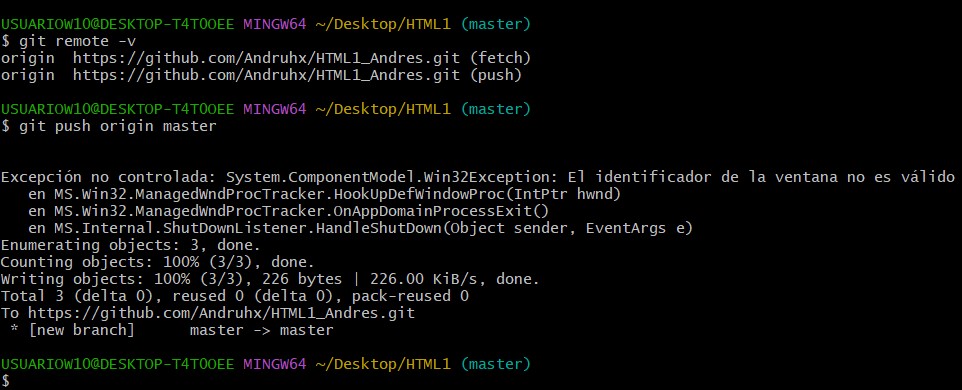 USUARIOW10@DESKTOP-T4TOOEE MINGW64 ~/Desktop/HTML1 (master)
$ git remote -v
origin  https://github.com/Andruhx/HTML1_Andres.git (fetch)
origin  https://github.com/Andruhx/HTML1_Andres.git (push)
USUARIOW10@DESKTOP-T4TOOEE MINGW64 ~/Desktop/HTML1 (master)
$ git push origin master
Excepción no controlada: System.ComponentModel.Win32Exception: El identificador de la ventana no es válido
   en MS.Win32.ManagedWndProcTracker.HookUpDefWindowProc(IntPtr hwnd)
   en MS.Win32.ManagedWndProcTracker.OnAppDomainProcessExit()
   en MS.Internal.ShutDownListener.HandleShutDown(Object sender, EventArgs e)
Enumerating objects: 3, done.
Counting objects: 100% (3/3), done.
Writing objects: 100% (3/3), 226 bytes | 226.00 KiB/s, done.
Total 3 (delta 0), reused 0 (delta 0), pack-reused 0
To https://github.com/Andruhx/HTML1_Andres.git
 * [new branch]      master -> master
USUARIOW10@DESKTOP-T4TOOEE MINGW64 ~/Desktop/HTML1 (master)
$